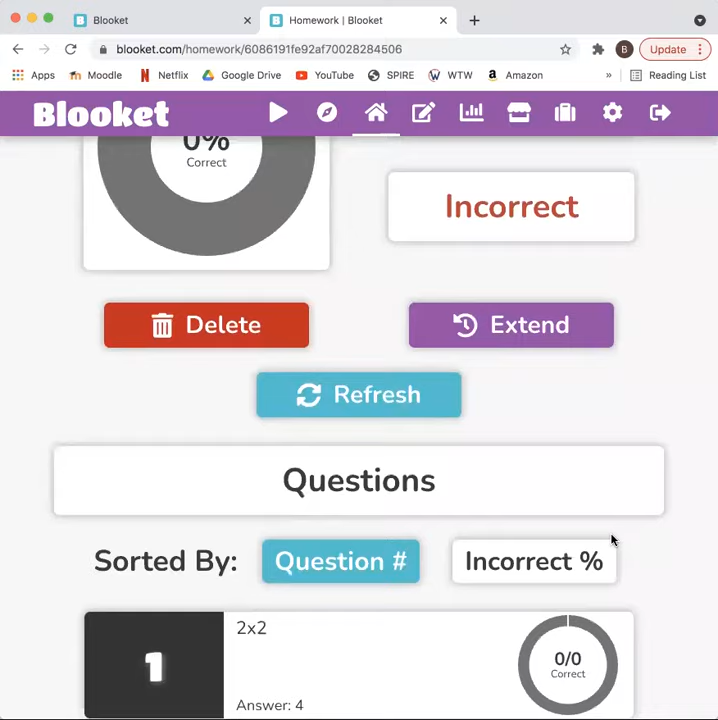 Blooket
Homework | Blooket
blooket.com/homework/6086191fe92af70028284506
B
Update
Apps
Moodle
Netflix
Google Drive
YouTube
SPIRE
WTW
Amazon
»
Reading List
Blooket
0%
Correct
Incorrect
Delete
Extend
Refresh
Questions
Sorted By:
Question #
Incorrect %
1
2x2
0/0
Correct
Answer: 4